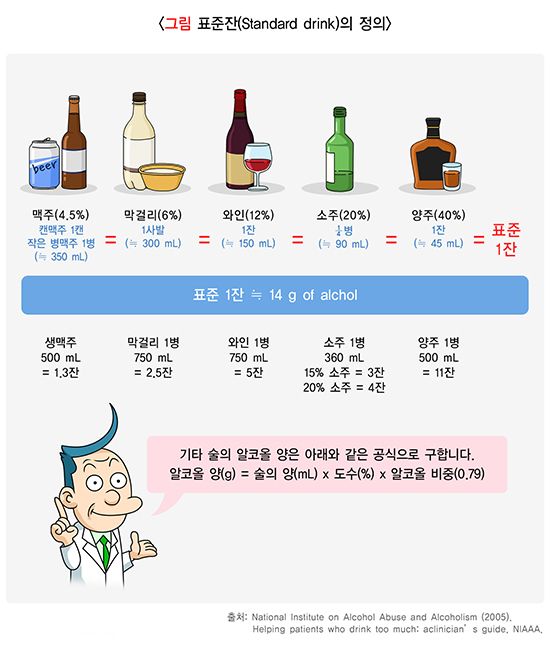 <그림 표준잔(Standard drink)의 정의>
beer
맥주(4.5%)
캔맥주 1캔
작은 병맥주 1병
(≒ 350 mL)
=
막걸리(6%)
1사발
(≒ 300 mL)
=
와인(12%)
1잔
(≒ 150 mL)
=
소주(20%)
¼병
(≒ 90 mL)
=
양주(40%)
1잔
(≒ 45 mL)
=
표준
1잔
표준 1잔 ≒ 14 g of alchol
생맥주
500 mL
= 1.3잔
막걸리 1병
750 mL
= 2.5잔
와인 1병
750 mL
= 5잔
소주 1병
360 mL
15% 소주 = 3잔
20% 소주 = 4잔
양주 1병
500 mL
= 11잔
기타 술의 알코올 양은 아래와 같은 공식으로 구합니다.
알코올 양(g) = 술의 양(mL) x 도수(%) x 알코올 비중(0.79)
출처: National Institute on Alcohol Abuse and Alcoholism (2005).
Helping patients who drink too much: aclinician’s guide. NIAAA.